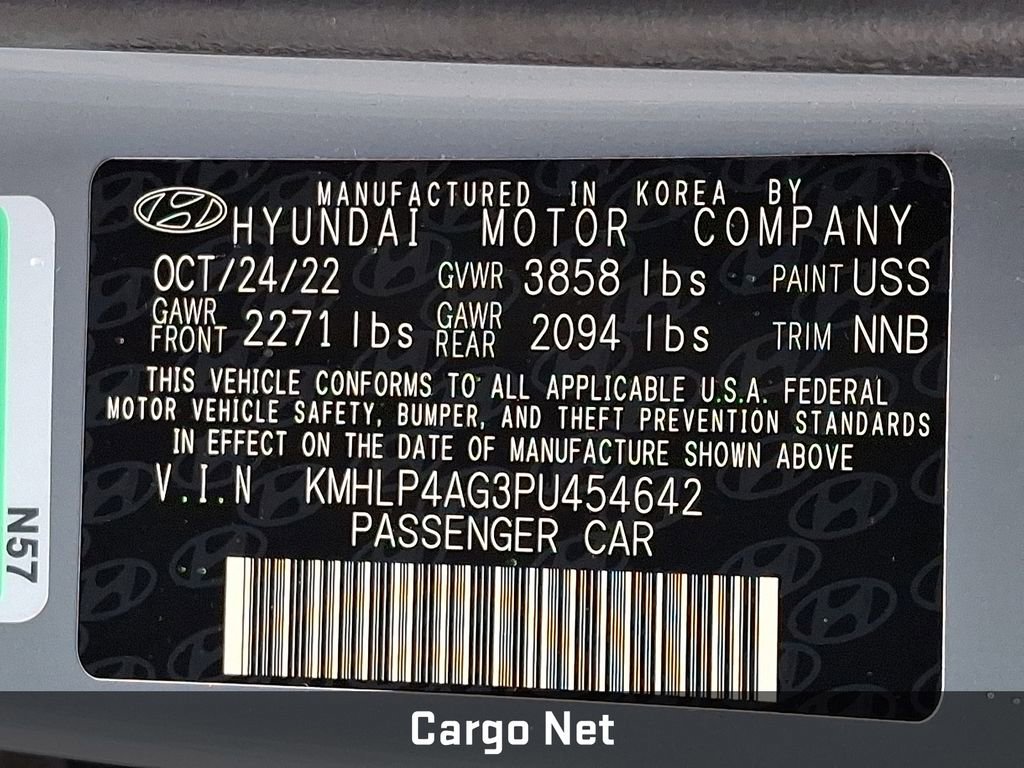 MANUFACTURED IN KOREA BY
HYUNDAI MOTOR COMPANY
OCT/24/22 GVWR 3858 lbs PAINT USS
GAWR FRONT 2271 lbs GAWR REAR 2094 lbs TRIM NNB
THIS VEHICLE CONFORMS TO ALL APPLICABLE U.S.A. FEDERAL
MOTOR VEHICLE SAFETY, BUMPER, AND THEFT PREVENTION STANDARDS
IN EFFECT ON THE DATE OF MANUFACTURE SHOWN ABOVE
V.I.N KMHLP4AG3PU454642
PASSENGER CAR
N57
Cargo Net